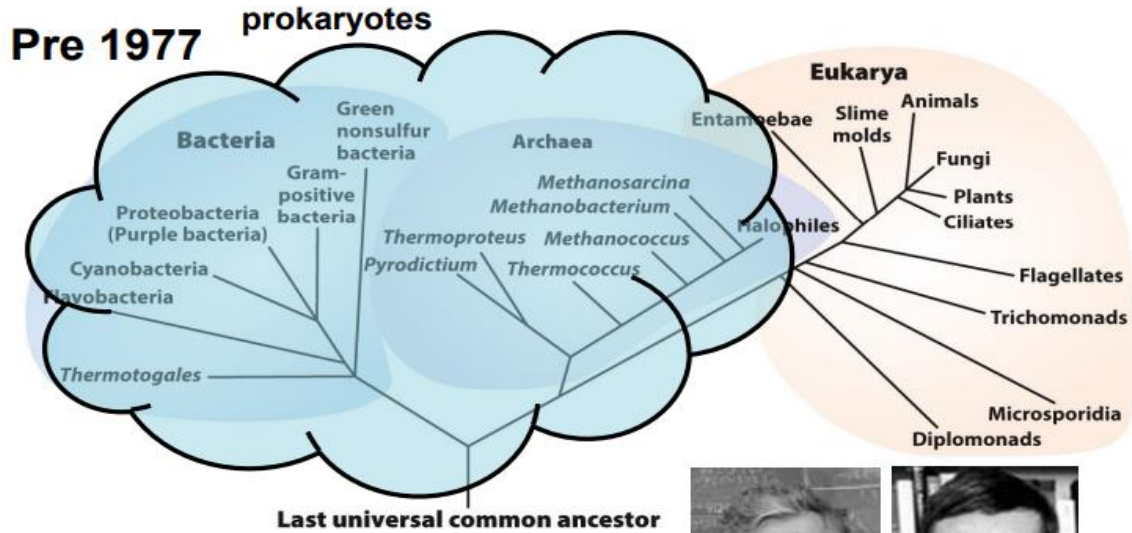 Pre 1977
prokaryotes
Bacteria
Green
nonsulfur
bacteria
Gram-
positive
bacteria
Proteobacteria
(Purple bacteria)
Cyanobacteria
Flavobacteria
Thermotogales
Archaea
Methanosarcina
Methanobacterium
Halophiles
Methanococcus
Thermoproteus
Pyrodictium
Thermococcus
Eukarya
Entamoebae
Slime
molds
Animals
Fungi
Plants
Ciliates
Flagellates
Trichomonads
Microsporidia
Diplomonads
Last universal common ancestor